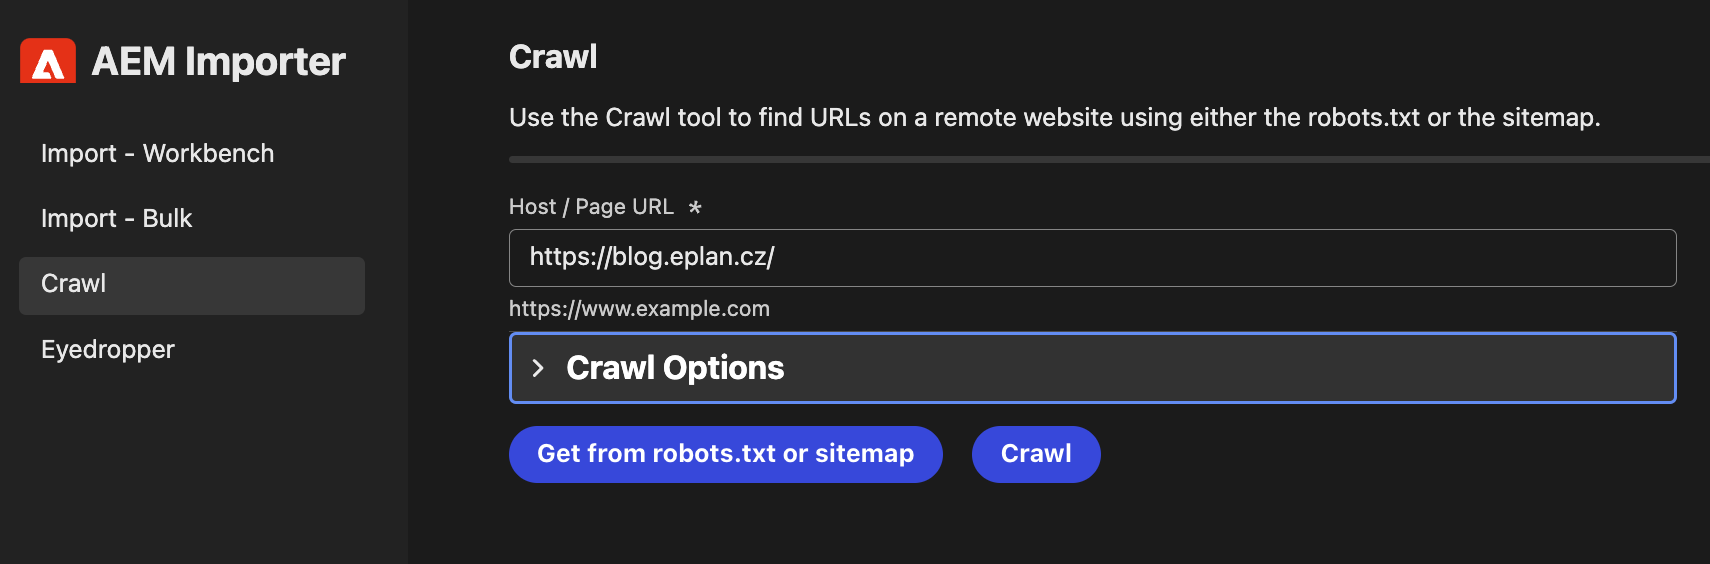 AEM Importer
Import - Workbench
Import - Bulk
Crawl
Eyedropper
Crawl
Use the Crawl tool to find URLs on a remote website using either the robots.txt or the sitemap.
Host / Page URL *
https://blog.eplan.cz/
https://www.example.com
Crawl Options
Get from robots.txt or sitemap
Crawl